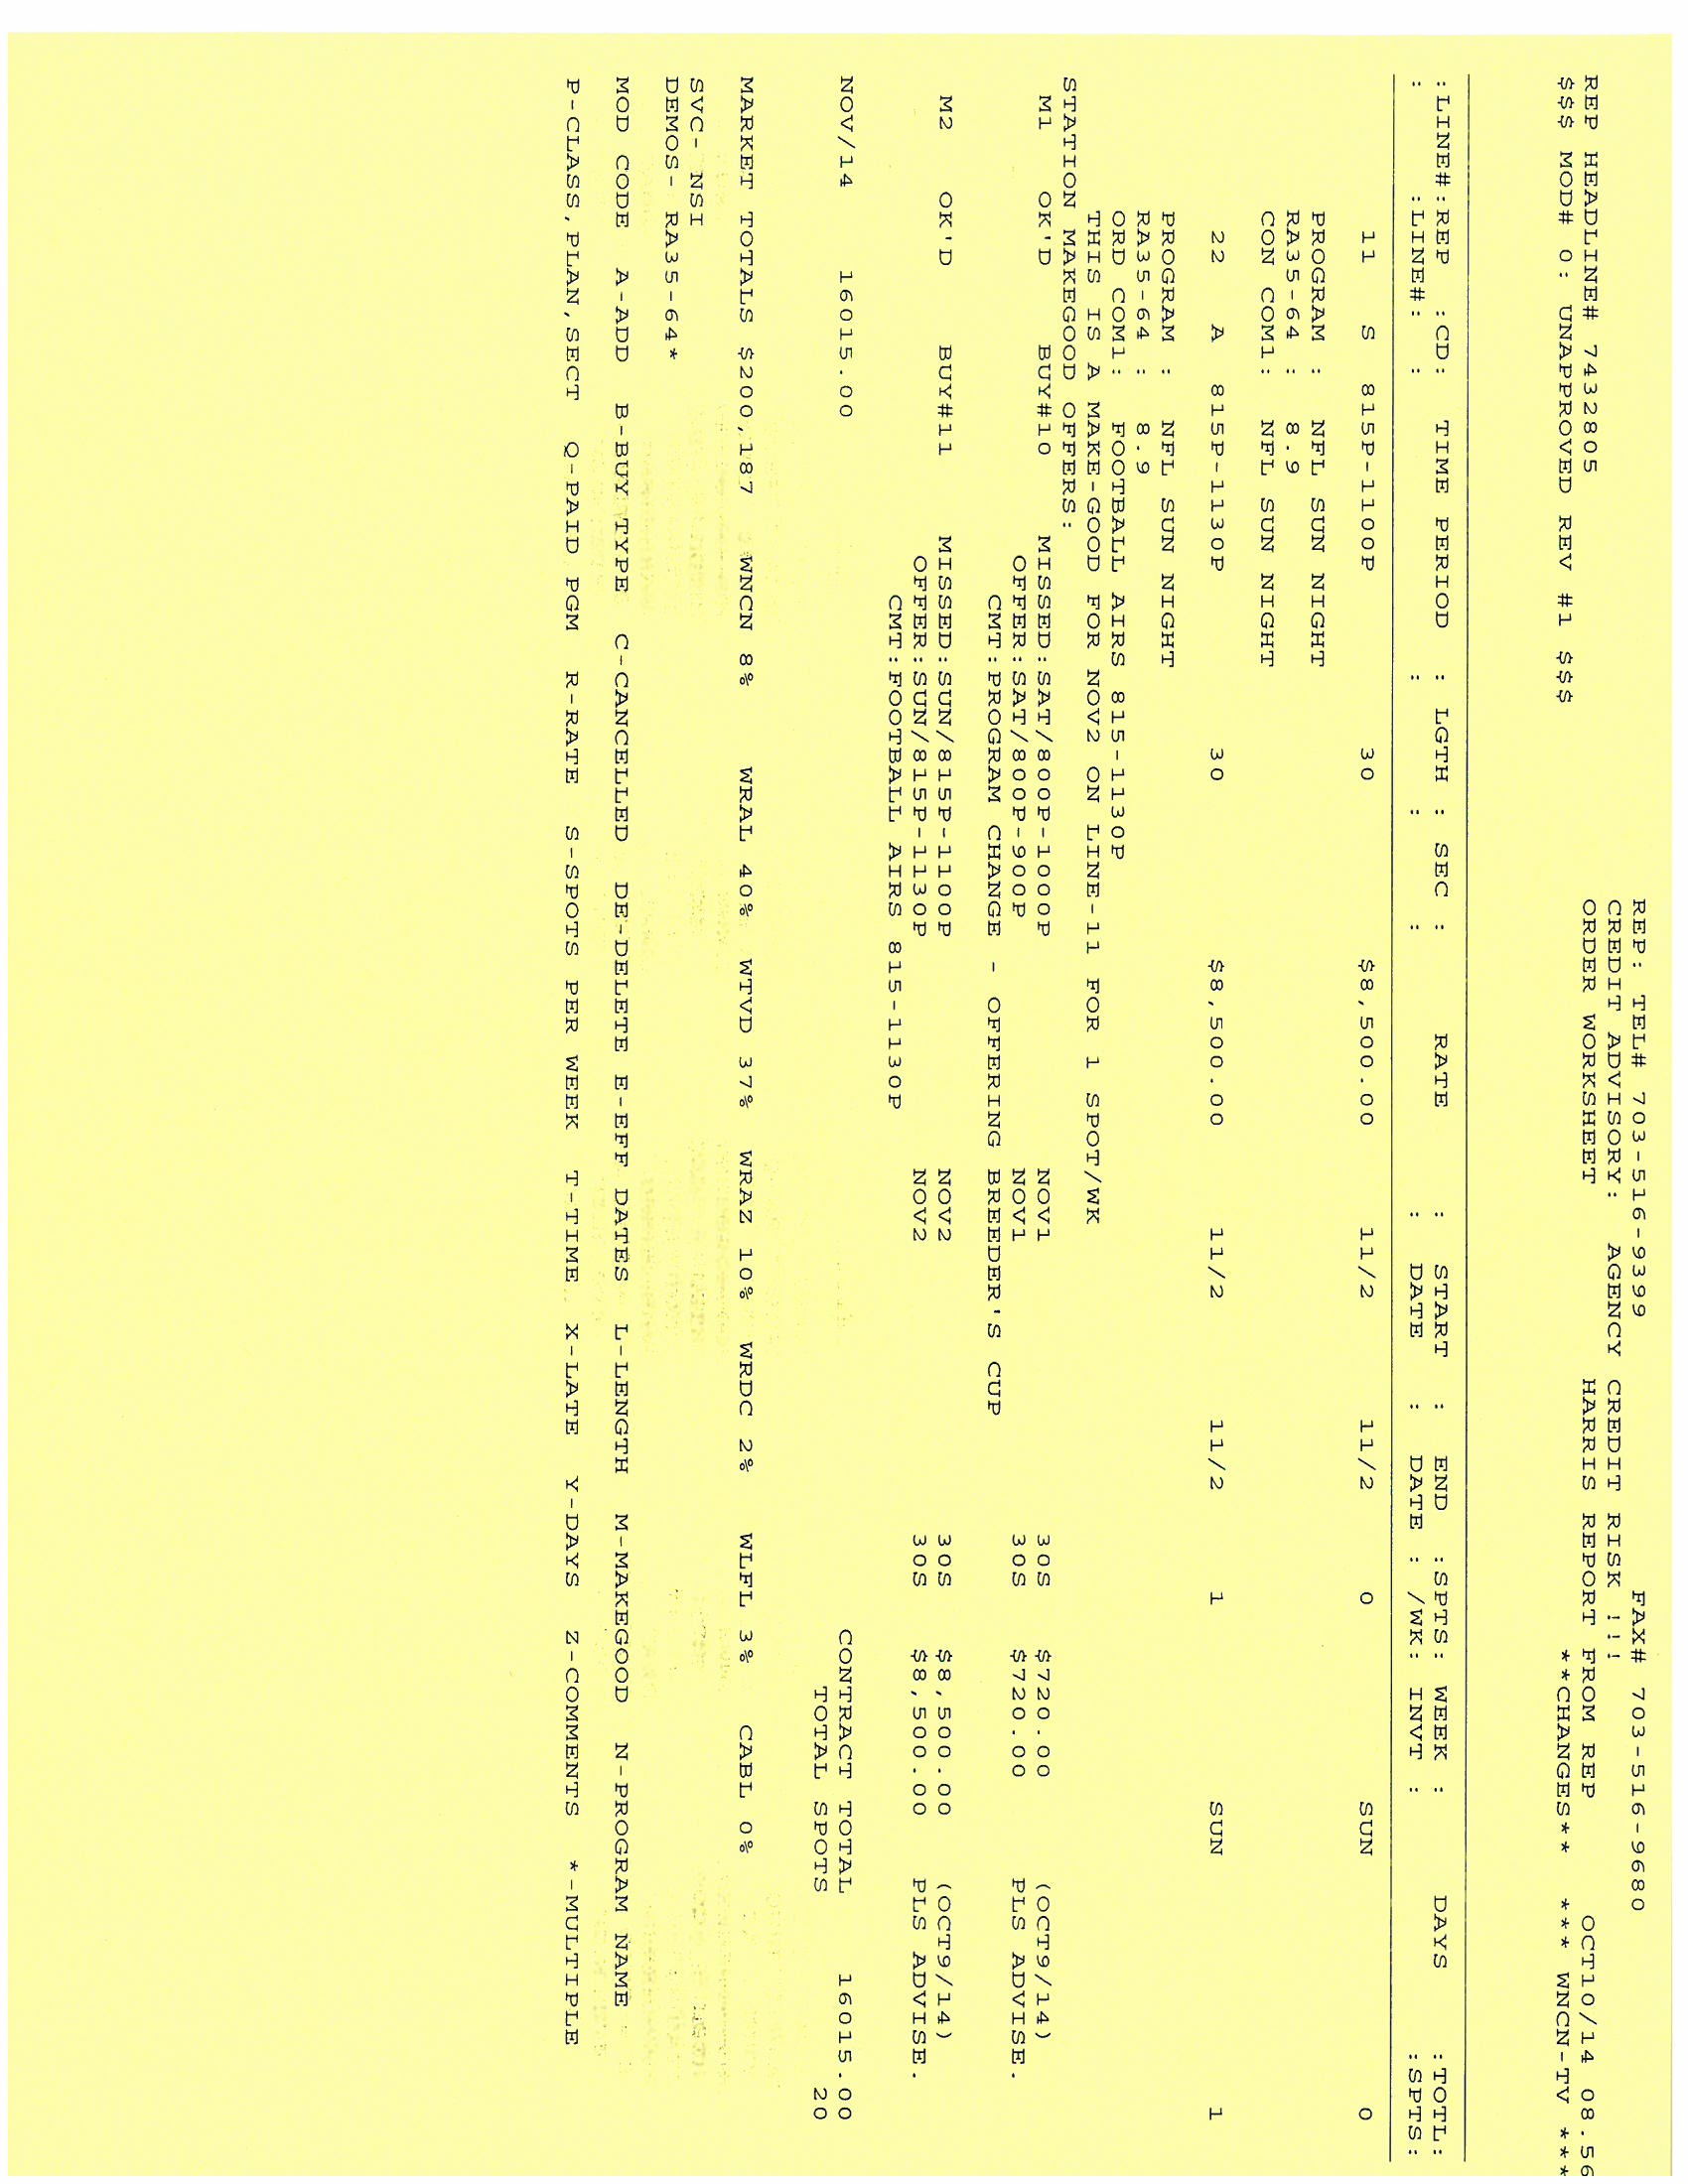 REP: TEL# 703-516-9399 FAX# 703-516-9680
CREDIT ADVISORY: AGENCY CREDIT RISK !!!
REP HEADLINE# 7432805 ORDER WORKSHEET HARRIS REPORT FROM REP OCT10/14 08.56
$$$ MOD# 0: UNAPPROVED REV #1 $$$ **CHANGES** *** WNCN-TV ***
:LINE#:REP :CD: TIME PERIOD : LGTH : SEC : RATE : START : END :SPTS: WEEK : DAYS :TOTL:
: :LINE#: : : : : : DATE : DATE : /WK: INVT : :SPTS:
11 S 815P-1100P 30 $8,500.00 11/2 11/2 0 SUN 0
PROGRAM : NFL SUN NIGHT
RA35-64 : 8.9
CON COM1: NFL SUN NIGHT
22 A 815P-1130P 30 $8,500.00 11/2 11/2 1 SUN 1
PROGRAM : NFL SUN NIGHT
RA35-64 : 8.9
ORD COM1: FOOTBALL AIRS 815-1130P
THIS IS A MAKE-GOOD FOR NOV2 ON LINE-11 FOR 1 SPOT/WK
STATION MAKEGOOD OFFERS:
M1 OK'D BUY#10 MISSED:SAT/800P-1000P NOV1 30S $720.00 (OCT9/14)
OFFER:SAT/800P-900P NOV1 30S $720.00 PLS ADVISE.
CMT:PROGRAM CHANGE - OFFERING BREEDER'S CUP
M2 OK'D BUY#11 MISSED:SUN/815P-1100P NOV2 30S $8,500.00 (OCT9/14)
OFFER:SUN/815P-1130P NOV2 30S $8,500.00 PLS ADVISE.
CMT:FOOTBALL AIRS 815-1130P
NOV/14 16015.00 CONTRACT TOTAL 16015.00
TOTAL SPOTS 20
MARKET TOTALS $200,187 WNCN 8% WRAL 40% WTVD 37% WRAZ 10% WRDC 2% WLFL 3% CABL 0%
SVC- NSI
DEMOS- RA35-64*
MOD CODE A-ADD B-BUY TYPE C-CANCELLED DE-DELETE E-EFF DATES L-LENGTH M-MAKEGOOD N-PROGRAM NAME
P-CLASS,PLAN,SECT Q-PAID PGM R-RATE S-SPOTS PER WEEK T-TIME X-LATE Y-DAYS Z-COMMENTS *-MULTIPLE